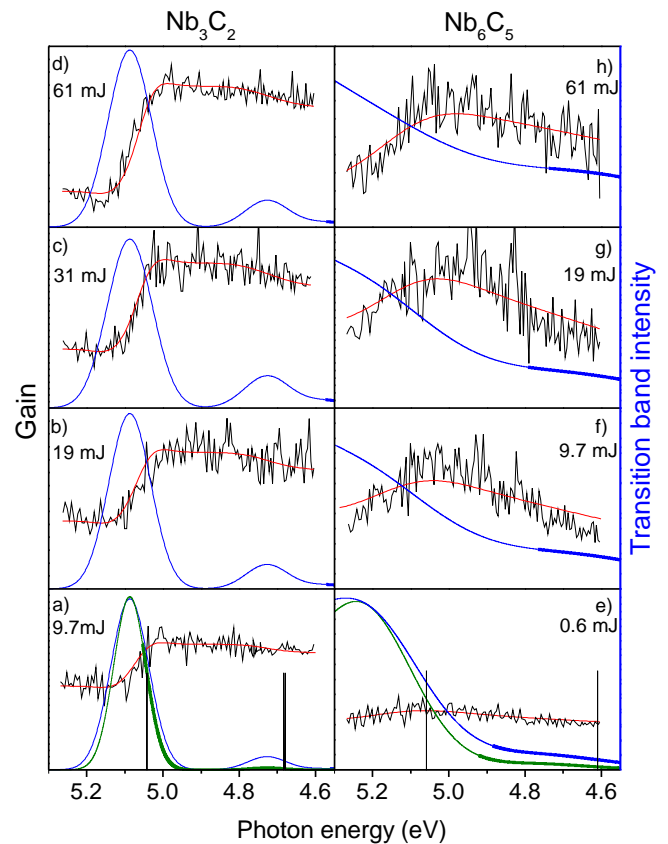 Nb₃C₂ Nb₆C₅
d) h)
61 mJ 61 mJ
c) g)
31 mJ 19 mJ
b) f)
19 mJ 9.7 mJ
a) e)
9.7mJ 0.6 mJ
Gain
Transition band intensity
5.2 5.0 4.8 4.6 5.2 5.0 4.8 4.6
Photon energy (eV)